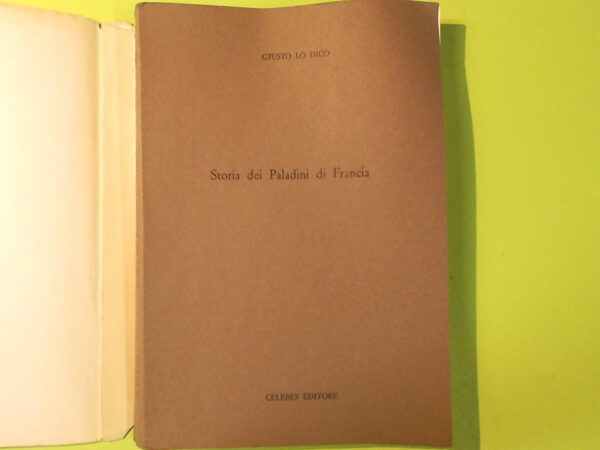 GIUSTO LO DICO
Storia dei Paladini di Francia
CELEBES EDITORE